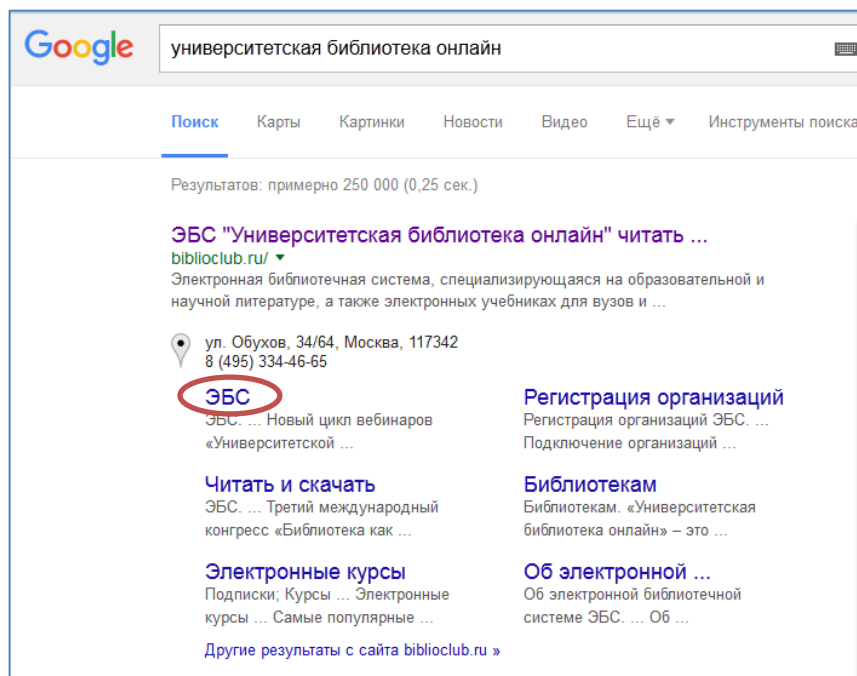 Google
университетская библиотека онлайн
Поиск Карты Картинки Новости Видео Ещё Инструменты поиска
Результатов: примерно 250 000 (0,25 сек.)
ЭБС "Университетская библиотека онлайн" читать ...
biblioclub.ru/
Электронная библиотечная система, специализирующаяся на образовательной и
научной литературе, а также электронных учебниках для вузов и ...
ул. Обухов, 34/64, Москва, 117342
8 (495) 334-46-65
ЭБС
ЭБС. ... Новый цикл вебинаров
«Университетской ...
Регистрация организаций
Регистрация организаций ЭБС. ...
Подключение организаций ...
Читать и скачать
ЭБС. ... Третий международный
конгресс «Библиотека как ...
Библиотекам
Библиотекам. «Университетская
библиотека онлайн» – это ...
Электронные курсы
Подписки; Курсы ... Электронные
курсы ... Самые популярные ...
Об электронной ...
Об электронной библиотечной
системе ЭБС. ... Об ...
Другие результаты с сайта biblioclub.ru »